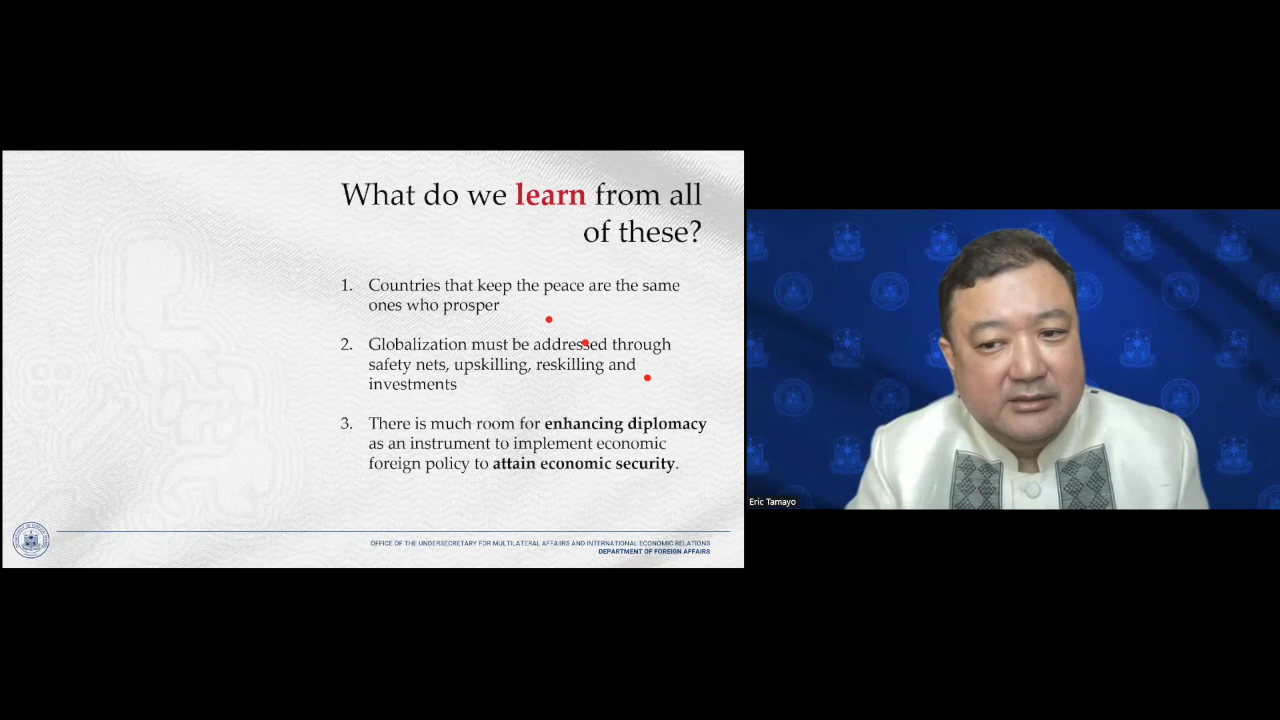 What do we learn from all
of these?
1. Countries that keep the peace are the same
ones who prosper
2. Globalization must be addressed through
safety nets, upskilling, reskilling and
investments
3. There is much room for enhancing diplomacy
as an instrument to implement economic
foreign policy to attain economic security.
OFFICE OF THE UNDERSECRETARY FOR MULTILATERAL AFFAIRS AND INTERNATIONAL ECONOMIC RELATIONS
DEPARTMENT OF FOREIGN AFFAIRS
Eric Tamayo